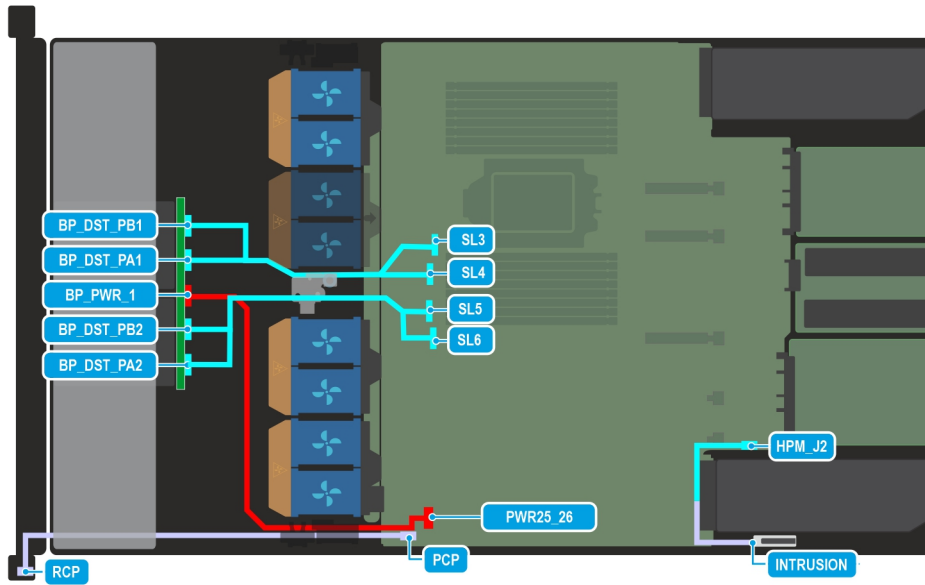 BP_DST_PB1
BP_DST_PA1
BP_PWR_1
BP_DST_PB2
BP_DST_PA2
SL3
SL4
SL5
SL6
HPM_J2
PWR25_26
PCP
INTRUSION
RCP